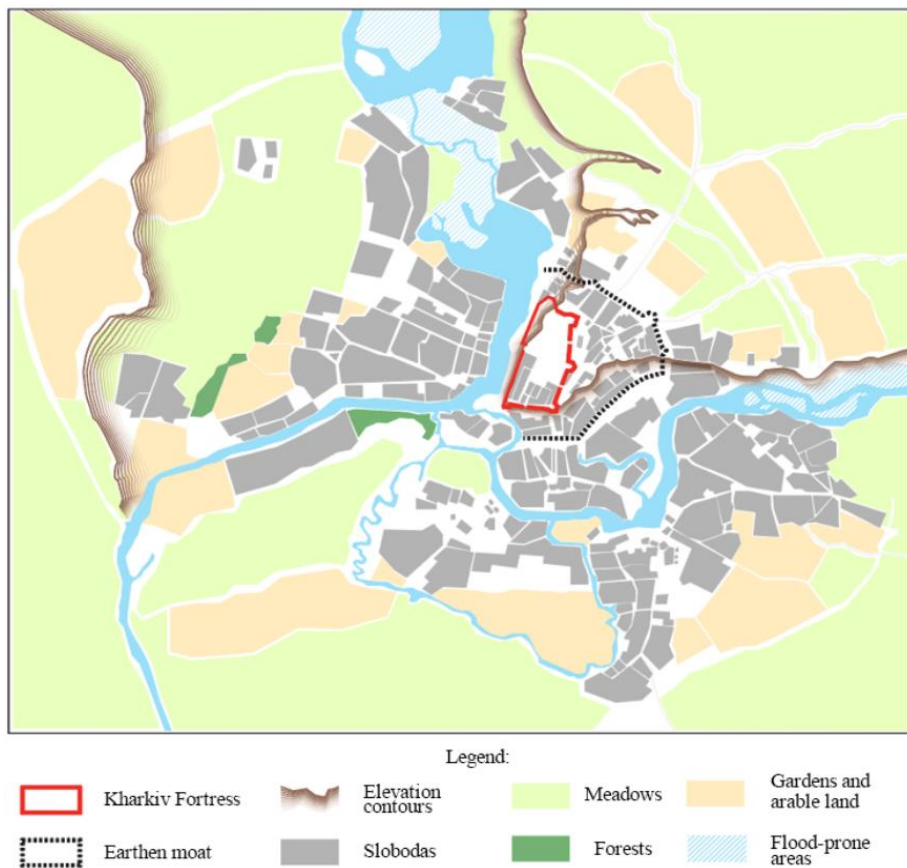 Legend:
Kharkiv Fortress
Elevation
contours
Meadows
Gardens and
arable land
Earthen moat
Slobodas
Forests
Flood-prone
areas